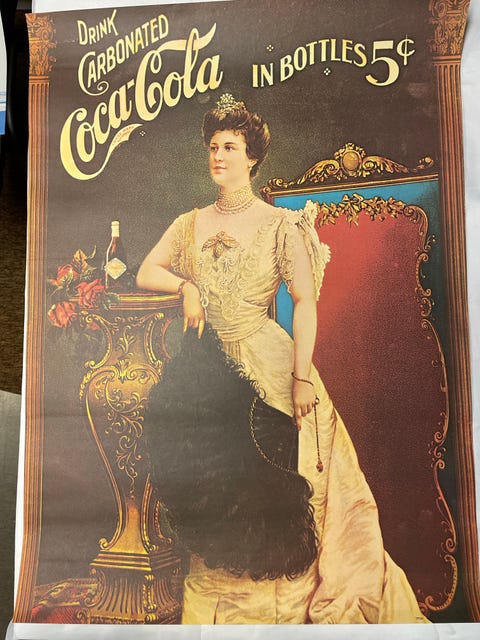 DRINK
CARBONATED
Coca-Cola
IN BOTTLES 5¢